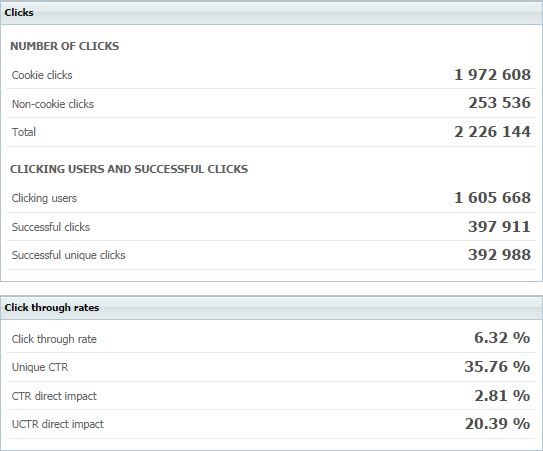 Clicks
NUMBER OF CLICKS
Cookie clicks 1 972 608
Non-cookie clicks 253 536
Total 2 226 144
CLICKING USERS AND SUCCESSFUL CLICKS
Clicking users 1 605 668
Successful clicks 397 911
Successful unique clicks 392 988
Click through rates
Click through rate 6.32 %
Unique CTR 35.76 %
CTR direct impact 2.81 %
UCTR direct impact 20.39 %